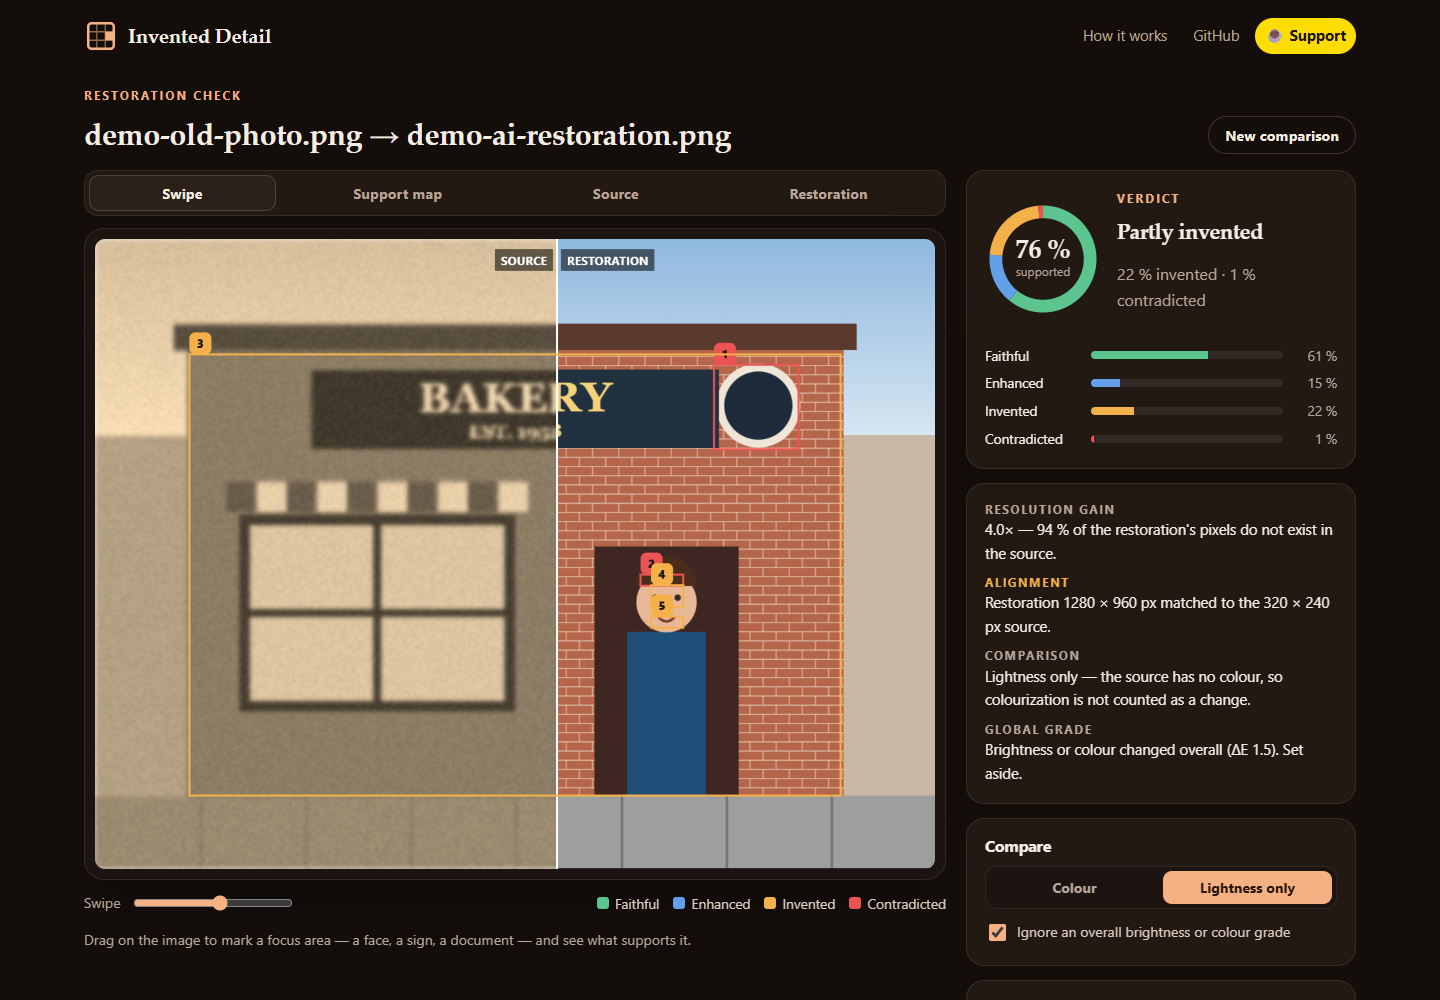 Invented Detail
How it works
GitHub
Support
RESTORATION CHECK
demo-old-photo.png → demo-ai-restoration.png
New comparison
Swipe
Support map
Source
Restoration
SOURCE
RESTORATION
3
1
BAKERY
EST. 1958
2
4
5
Swipe
Faithful
Enhanced
Invented
Contradicted
Drag on the image to mark a focus area — a face, a sign, a document — and see what supports it.
VERDICT
76 %
supported
Partly invented
22 % invented · 1 %
contradicted
Faithful 61 %
Enhanced 15 %
Invented 22 %
Contradicted 1 %
RESOLUTION GAIN
4.0× — 94 % of the restoration's pixels do not exist in
the source.
ALIGNMENT
Restoration 1280 × 960 px matched to the 320 × 240
px source.
COMPARISON
Lightness only — the source has no colour, so
colourization is not counted as a change.
GLOBAL GRADE
Brightness or colour changed overall (ΔE 1.5). Set
aside.
Compare
Colour
Lightness only
Ignore an overall brightness or colour grade